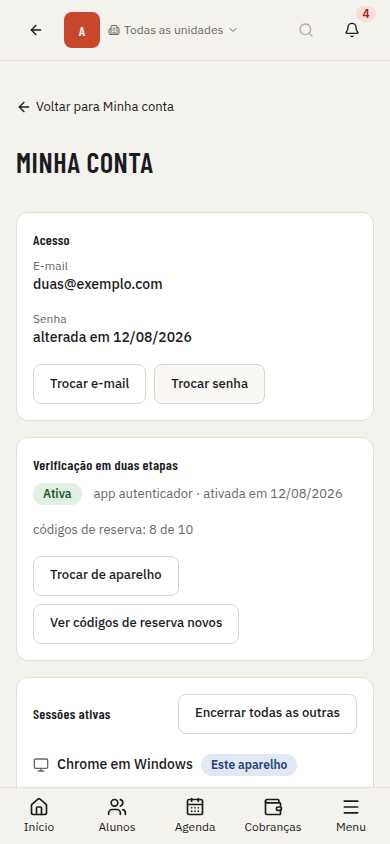 A
Todas as unidades
4
Voltar para Minha conta
MINHA CONTA
Acesso
E-mail
duas@exemplo.com
Senha
alterada em 12/08/2026
Trocar e-mail
Trocar senha
Verificação em duas etapas
Ativa
app autenticador · ativada em 12/08/2026
códigos de reserva: 8 de 10
Trocar de aparelho
Ver códigos de reserva novos
Sessões ativas
Encerrar todas as outras
Chrome em Windows
Este aparelho
Início
Alunos
Agenda
Cobranças
Menu